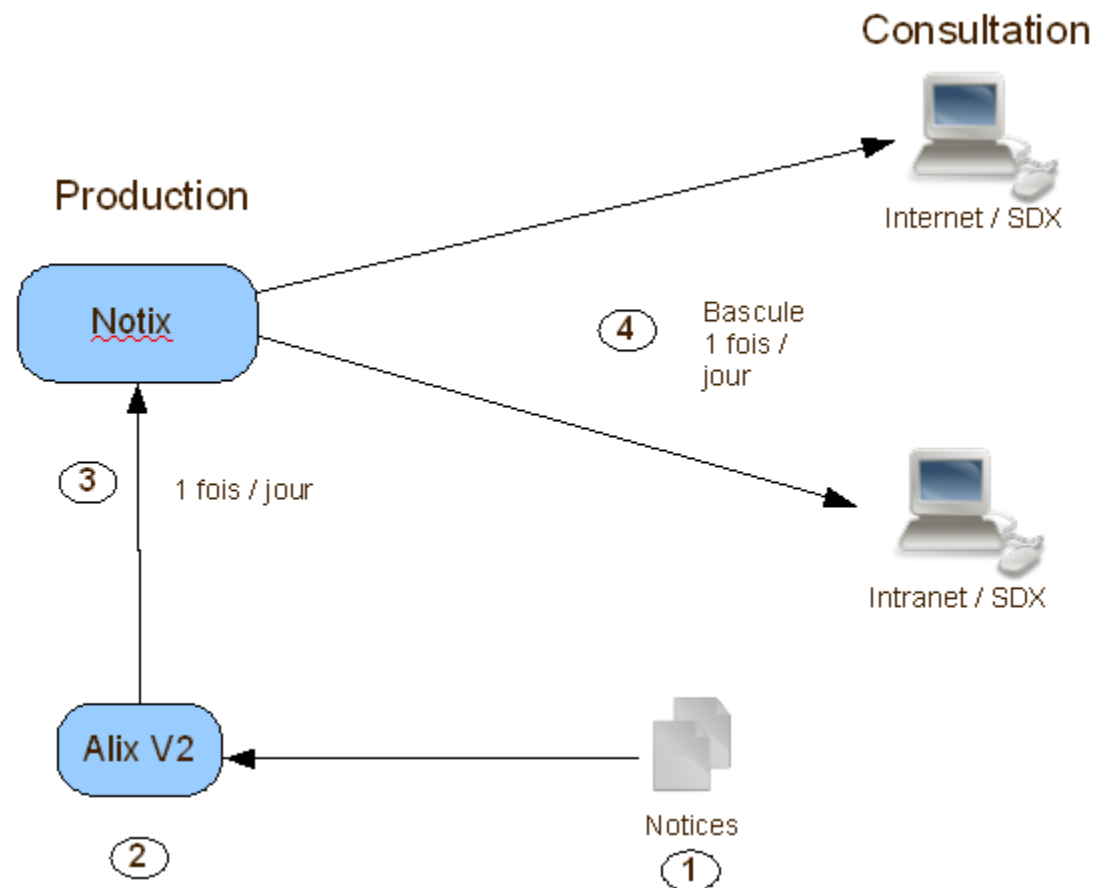 Consultation
Internet / SDX
Production
Notix
4
Bascule
1 fois /
jour
3
1 fois / jour
Intranet / SDX
Alix V2
Notices
2
1